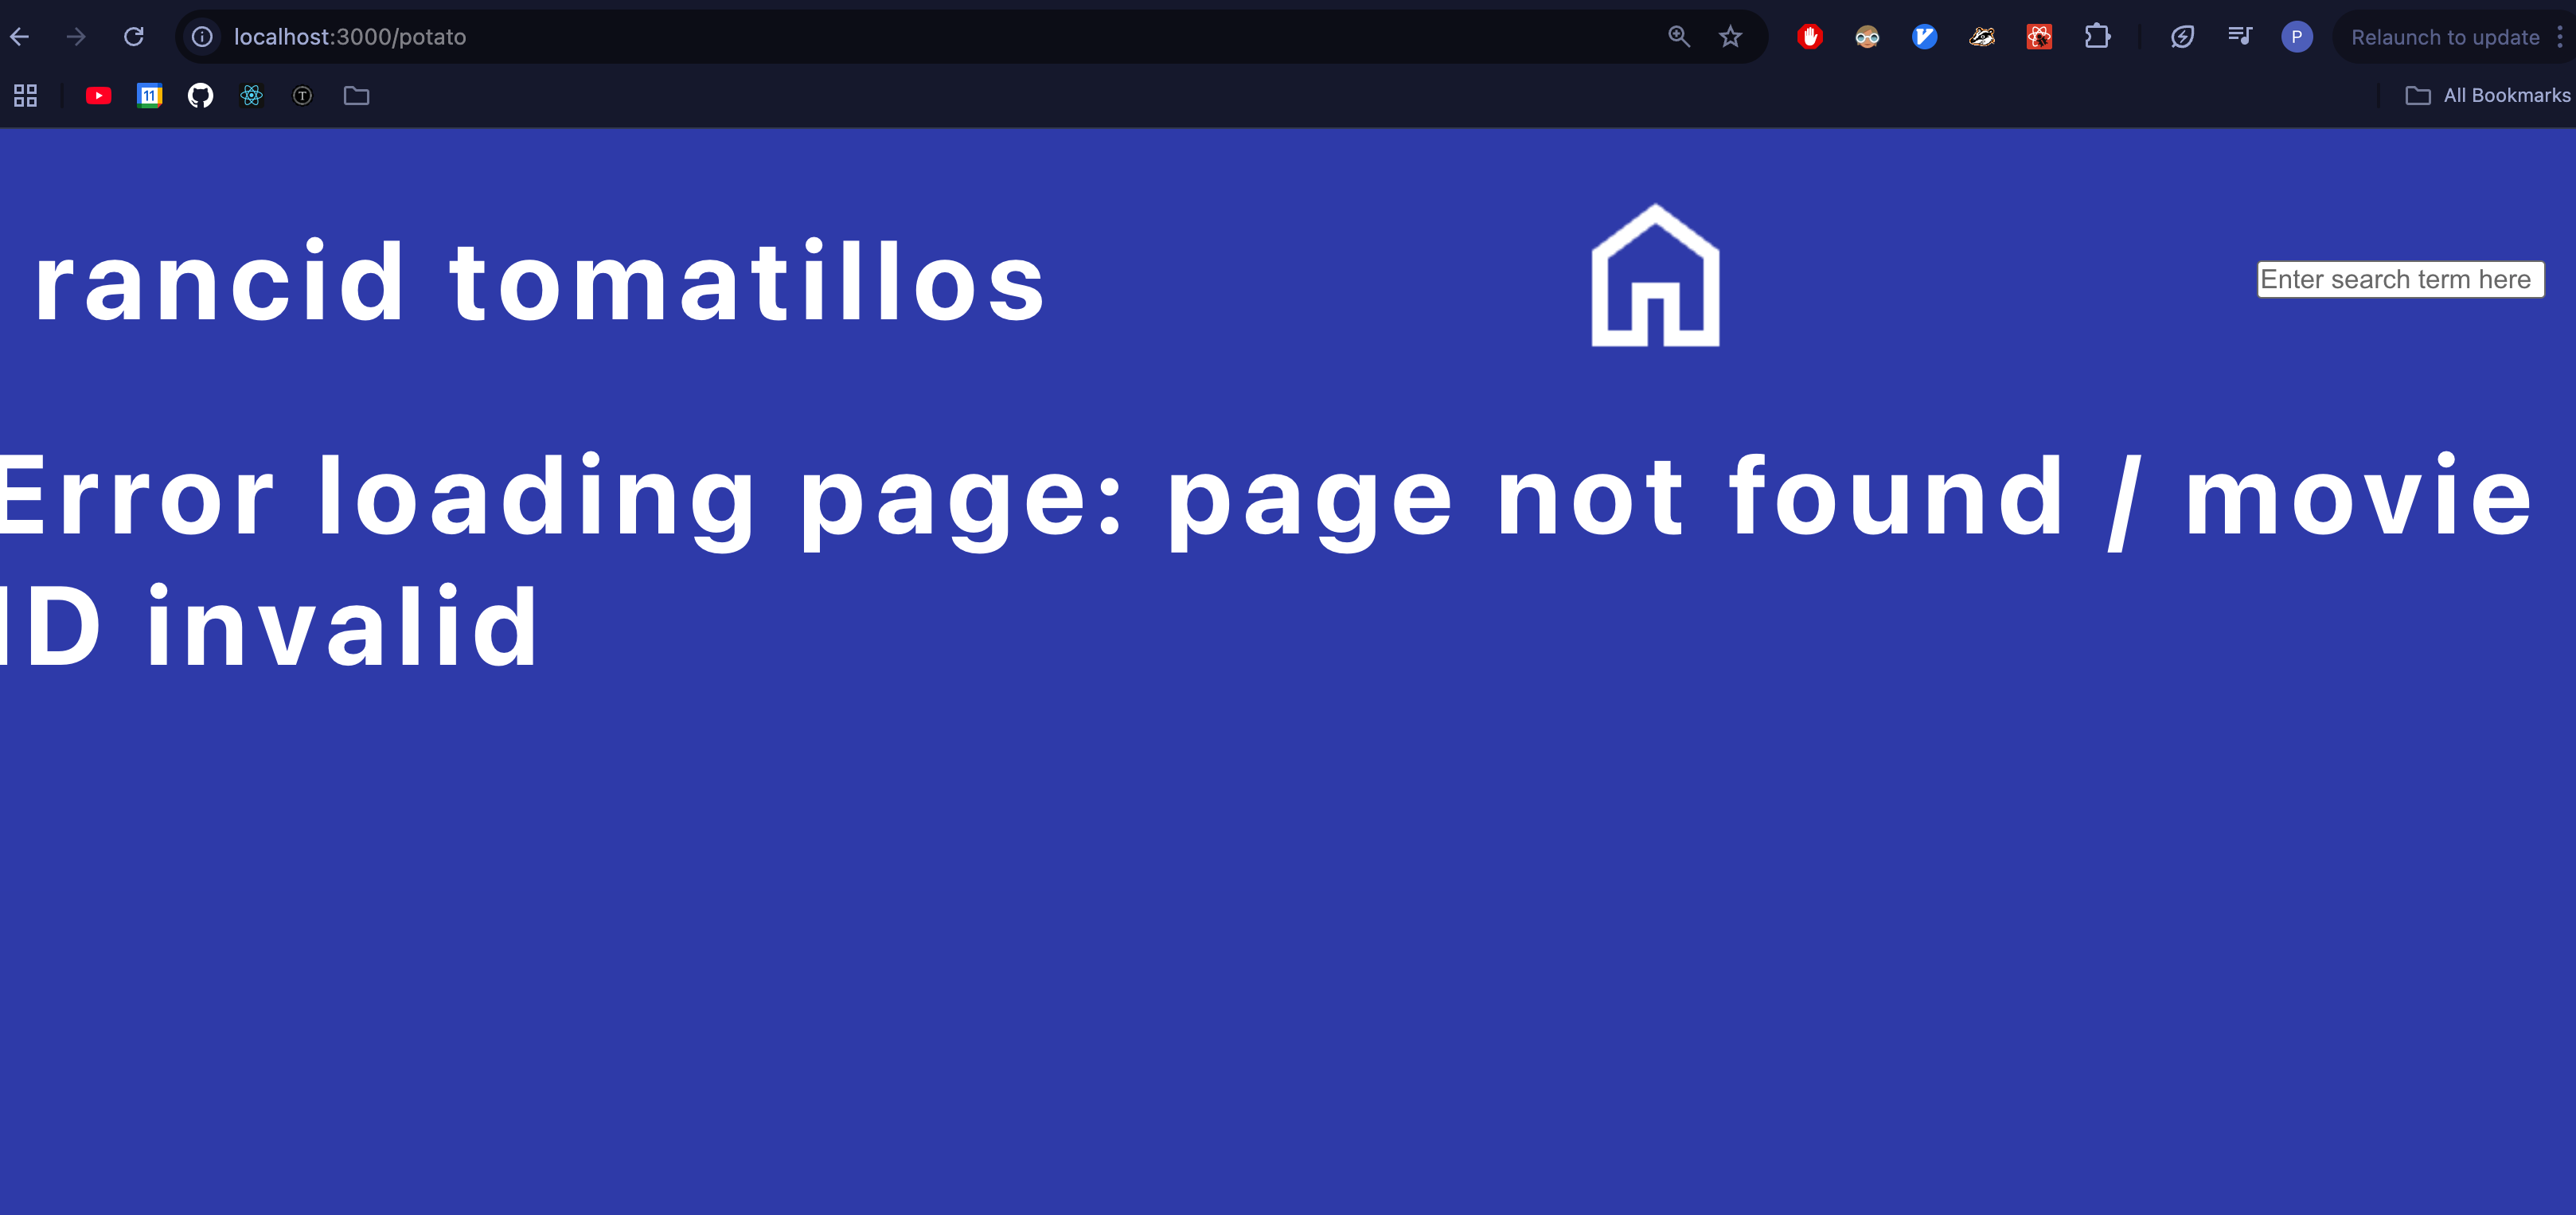 localhost:3000/potato
Relaunch to update
P
11
T
All Bookmarks
rancid tomatillos
Enter search term here
Error loading page: page not found / movie
ID invalid